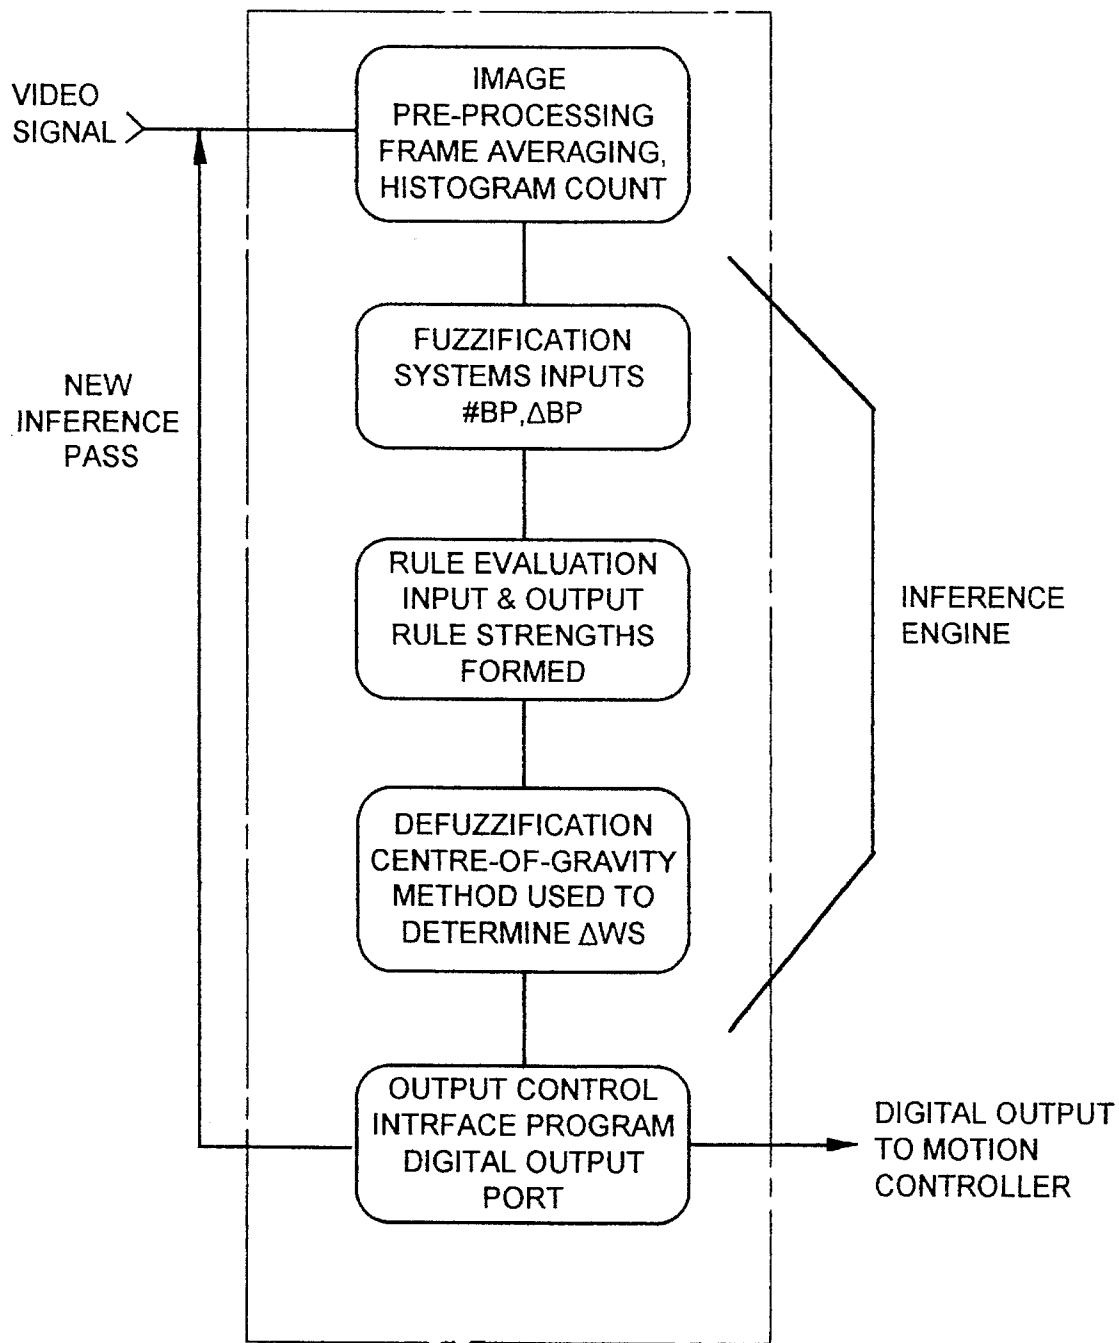 VIDEO
SIGNAL
IMAGE
PRE-PROCESSING
FRAME AVERAGING,
HISTOGRAM COUNT
NEW
INFERENCE
PASS
FUZZIFICATION
SYSTEMS INPUTS
#BP,ΔBP
RULE EVALUATION
INPUT & OUTPUT
RULE STRENGTHS
FORMED
INFERENCE
ENGINE
DEFUZZIFICATION
CENTRE-OF-GRAVITY
METHOD USED TO
DETERMINE ΔWS
OUTPUT CONTROL
INTRFACE PROGRAM
DIGITAL OUTPUT
PORT
DIGITAL OUTPUT
TO MOTION
CONTROLLER